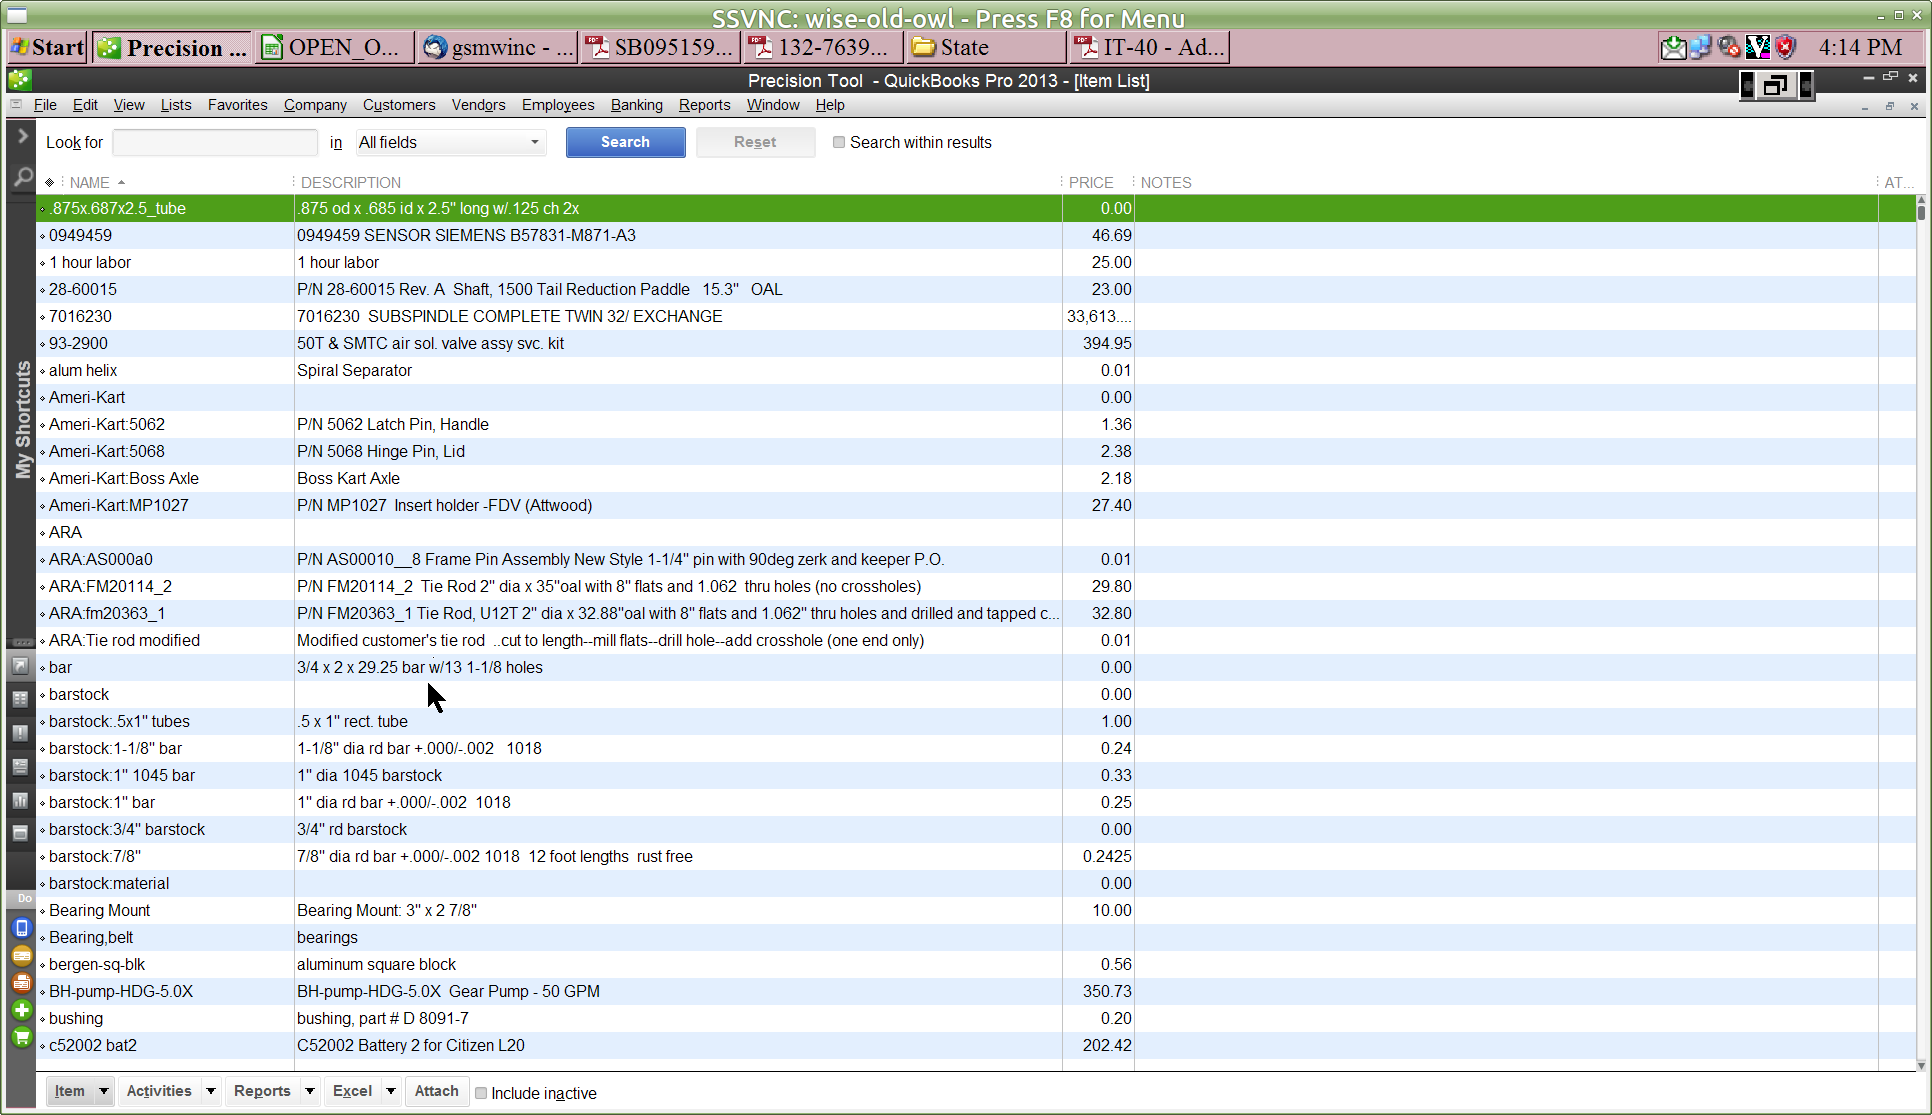 SSVNC: wise-old-owl - Press F8 for Menu
Start Precision ... OPEN_O... gsmwinc - ... SB095159... 132-7639... State IT-40 - Ad... 4:14 PM
Precision Tool - QuickBooks Pro 2013 - [Item List]
File Edit View Lists Favorites Company Customers Vendors Employees Banking Reports Window Help
Look for in All fields Search Reset Search within results
NAME DESCRIPTION PRICE NOTES AT...
.875x.687x2.5_tube .875 od x .685 id x 2.5" long w/.125 ch 2x 0.00
0949459 0949459 SENSOR SIEMENS B57831-M871-A3 46.69
1 hour labor 1 hour labor 25.00
28-60015 P/N 28-60015 Rev. A Shaft, 1500 Tail Reduction Paddle 15.3" OAL 23.00
7016230 7016230 SUBSPINDLE COMPLETE TWIN 32/ EXCHANGE 33,613....
93-2900 50T & SMTC air sol. valve assy svc. kit 394.95
alum helix Spiral Separator 0.01
Ameri-Kart 0.00
Ameri-Kart:5062 P/N 5062 Latch Pin, Handle 1.36
Ameri-Kart:5068 P/N 5068 Hinge Pin, Lid 2.38
Ameri-Kart:Boss Axle Boss Kart Axle 2.18
Ameri-Kart:MP1027 P/N MP1027 Insert holder -FDV (Attwood) 27.40
ARA
ARA:AS000a0 P/N AS00010__8 Frame Pin Assembly New Style 1-1/4" pin with 90deg zerk and keeper P.O. 0.01
ARA:FM20114_2 P/N FM20114_2 Tie Rod 2" dia x 35"oal with 8" flats and 1.062 thru holes (no crossholes) 29.80
ARA:fm20363_1 P/N FM20363_1 Tie Rod, U12T 2" dia x 32.88"oal with 8" flats and 1.062" thru holes and drilled and tapped c... 32.80
ARA:Tie rod modified Modified customer's tie rod ..cut to length--mill flats--drill hole--add crosshole (one end only) 0.01
bar 3/4 x 2 x 29.25 bar w/13 1-1/8 holes 0.00
barstock 0.00
barstock:.5x1" tubes .5 x 1" rect. tube 1.00
barstock:1-1/8" bar 1-1/8" dia rd bar +.000/-.002 1018 0.24
barstock:1" 1045 bar 1" dia 1045 barstock 0.33
barstock:1" bar 1" dia rd bar +.000/-.002 1018 0.25
barstock:3/4" barstock 3/4" rd barstock 0.00
barstock:7/8" 7/8" dia rd bar +.000/-.002 1018 12 foot lengths rust free 0.2425
barstock:material 0.00
Bearing Mount Bearing Mount: 3" x 2 7/8" 10.00
Bearing,belt bearings
bergen-sq-blk aluminum square block 0.56
BH-pump-HDG-5.0X BH-pump-HDG-5.0X Gear Pump - 50 GPM 350.73
bushing bushing, part # D 8091-7 0.20
c52002 bat2 C52002 Battery 2 for Citizen L20 202.42
My Shortcuts
Do
Item Activities Reports Excel Attach Include inactive